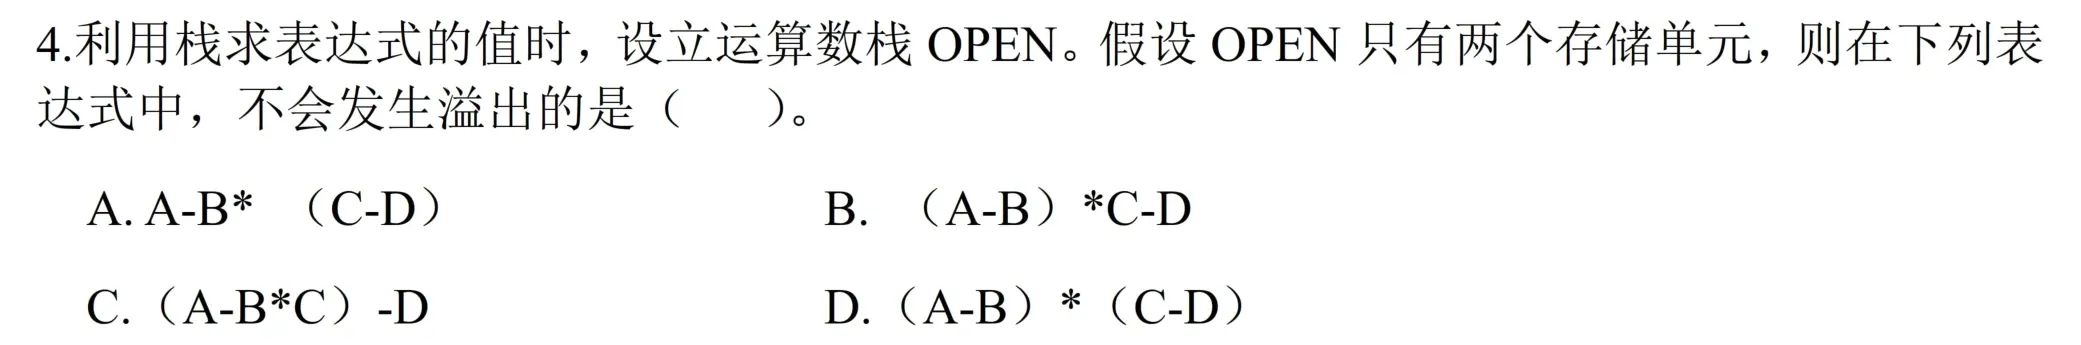 4.利用栈求表达式的值时，设立运算数栈 OPEN。假设 OPEN 只有两个存储单元，则在下列表
达式中，不会发生溢出的是（　　）。
A. A-B* （C-D）　　B. （A-B）*C-D
C.（A-B*C）-D　　D.（A-B）*（C-D）